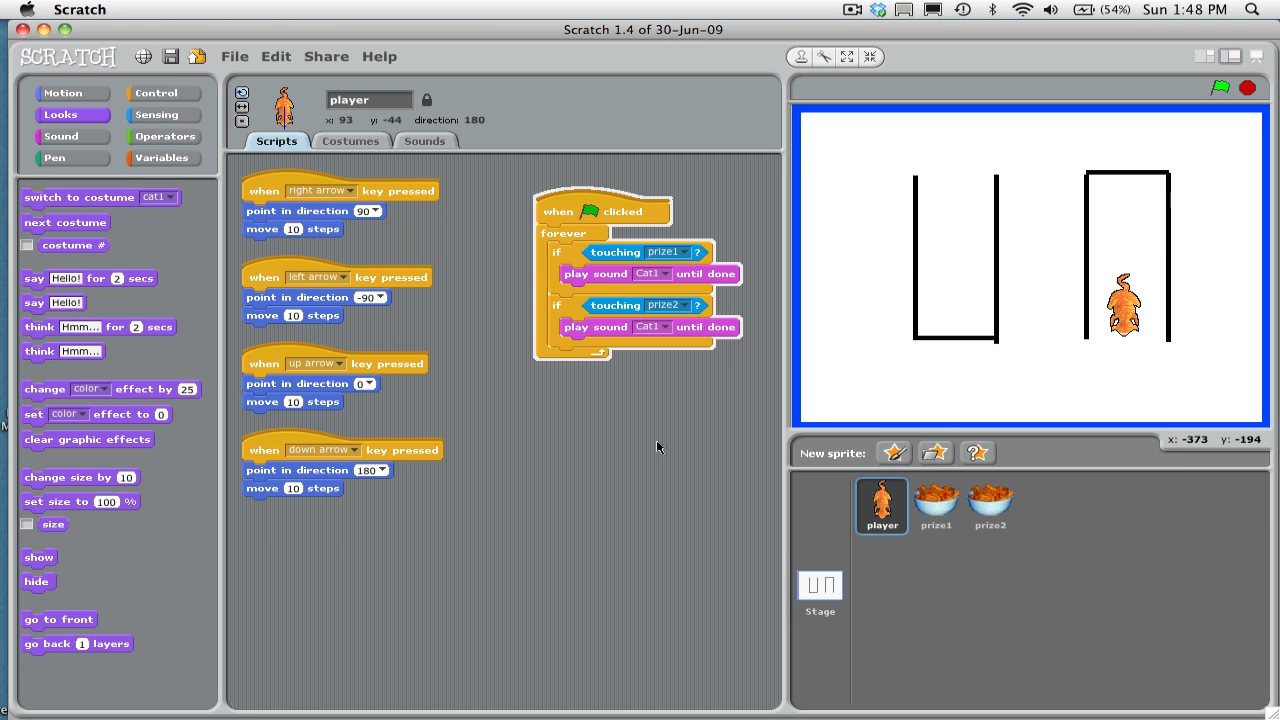 Scratch
(54%) Sun 1:48 PM
Scratch 1.4 of 30-Jun-09
SCRATCH File Edit Share Help
Motion Control
Looks Sensing
Sound Operators
Pen Variables
switch to costume cat1
next costume
costume #
say Hello! for 2 secs
say Hello!
think Hmm... for 2 secs
think Hmm...
change color effect by 25
set color effect to 0
clear graphic effects
change size by 10
set size to 100 %
size
show
hide
go to front
go back 1 layers
player
x: 93 y: -44 direction: 180
Scripts Costumes Sounds
when right arrow key pressed
point in direction 90
move 10 steps
when left arrow key pressed
point in direction -90
move 10 steps
when up arrow key pressed
point in direction 0
move 10 steps
when down arrow key pressed
point in direction 180
move 10 steps
when clicked
forever
if touching prize1 ?
play sound Cat1 until done
if touching prize2 ?
play sound Cat1 until done
x: -373 y: -194
New sprite:
player prize1 prize2
Stage